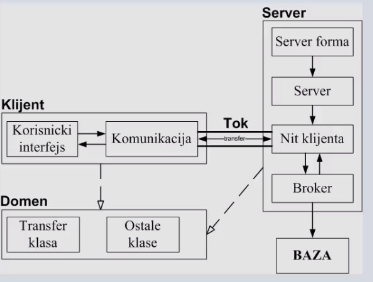 Server
Server forma
Server
Klijent
Korisnicki
interfejs
Komunikacija
Tok
transfer
Nit klijenta
Broker
Domen
Transfer
klasa
Ostale
klase
BAZA